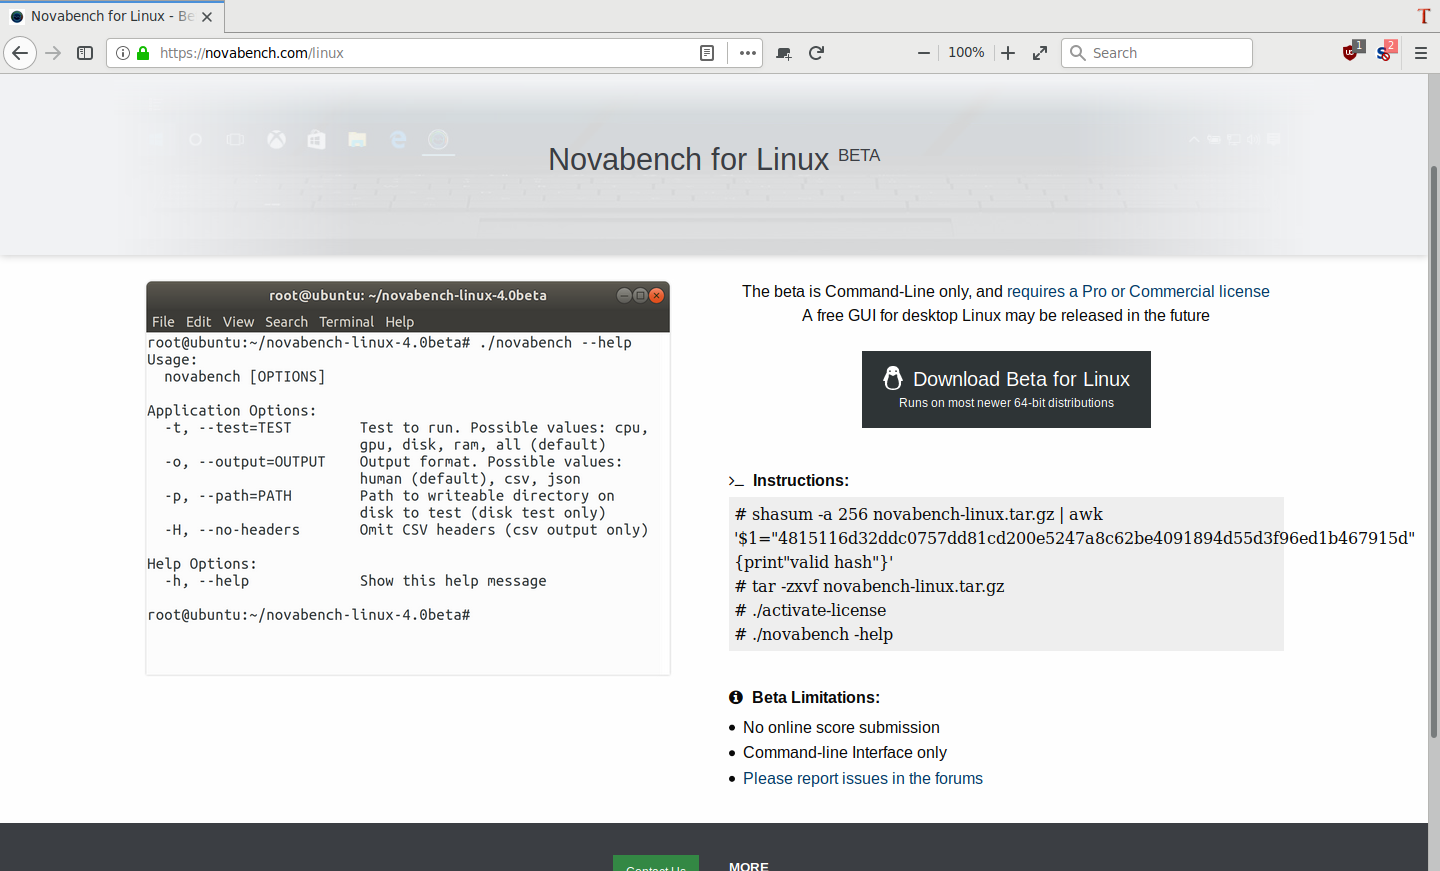 Novabench for Linux - Be
https://novabench.com/linux
100%
Search
1
2
Novabench for Linux BETA
root@ubuntu: ~/novabench-linux-4.0beta
File Edit View Search Terminal Help
root@ubuntu:~/novabench-linux-4.0beta# ./novabench --help
Usage:
novabench [OPTIONS]
Application Options:
-t, --test=TEST Test to run. Possible values: cpu,
gpu, disk, ram, all (default)
-o, --output=OUTPUT Output format. Possible values:
human (default), csv, json
-p, --path=PATH Path to writeable directory on
disk to test (disk test only)
-H, --no-headers Omit CSV headers (csv output only)
Help Options:
-h, --help Show this help message
root@ubuntu:~/novabench-linux-4.0beta#
The beta is Command-Line only, and requires a Pro or Commercial license
A free GUI for desktop Linux may be released in the future
Download Beta for Linux
Runs on most newer 64-bit distributions
Instructions:
# shasum -a 256 novabench-linux.tar.gz | awk
'$1="4815116d32ddc0757dd81cd200e5247a8c62be4091894d55d3f96ed1b467915d"
{print"valid hash"}'
# tar -zxvf novabench-linux.tar.gz
# ./activate-license
# ./novabench -help
Beta Limitations:
• No online score submission
• Command-line Interface only
• Please report issues in the forums
Contact Us
MORE